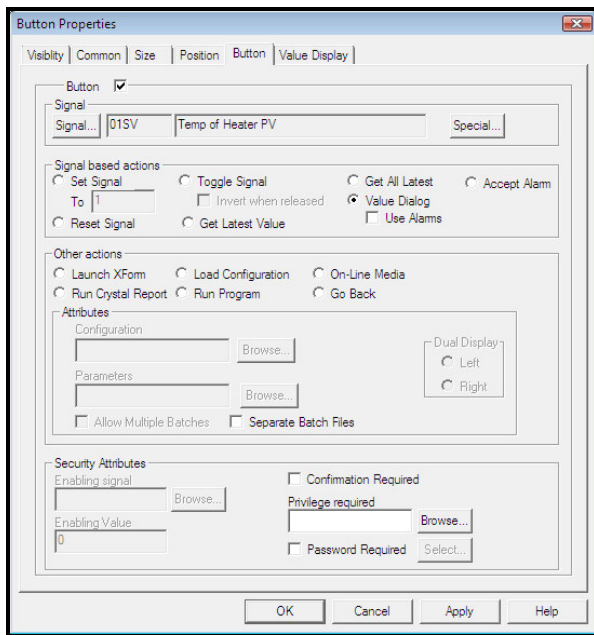 Button Properties
Visiblity Common Size Position Button Value Display
Button
Signal
Signal... 01SV Temp of Heater PV Special...
Signal based actions
Set Signal Toggle Signal Get All Latest Accept Alarm
To 1 Invert when released Value Dialog
Reset Signal Get Latest Value Use Alarms
Other actions
Launch XForm Load Configuration On-Line Media
Run Crystal Report Run Program Go Back
Attributes
Configuration
Browse...
Dual Display
Left
Parameters
Right
Browse...
Allow Multiple Batches Separate Batch Files
Security Attributes
Enabling signal Confirmation Required
Browse... Privilege required
Enabling Value Browse...
0
Password Required Select...
OK Cancel Apply Help